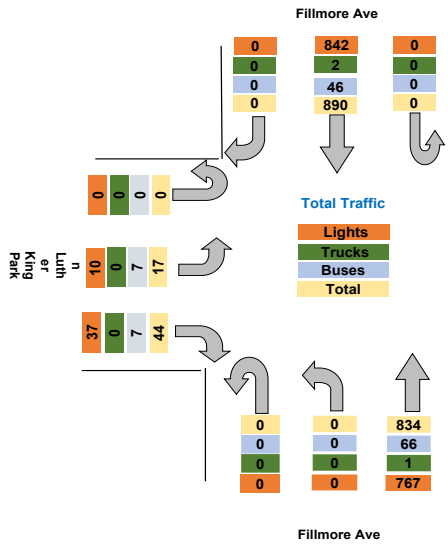 Fillmore Ave
0 842 0
0 2 0
0 46 0
0 890 0
0 0 0 0
Total Traffic
Lights
Trucks
Buses
Total
n
Luth
er
King
Park
10 0 7 17
37 0 7 44
0 0 834
0 0 66
0 0 1
0 0 767
Fillmore Ave